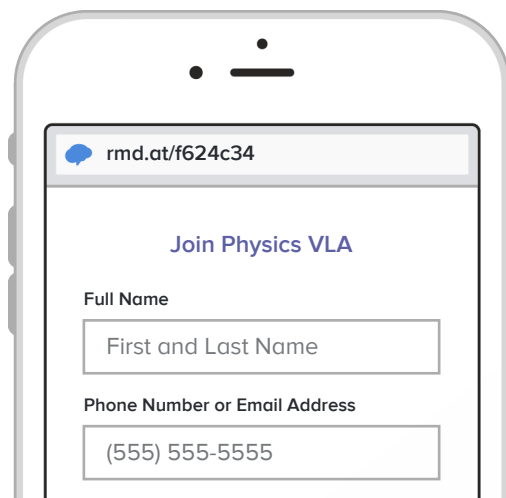 rmd.at/f624c34
Join Physics VLA
Full Name
First and Last Name
Phone Number or Email Address
(555) 555-5555